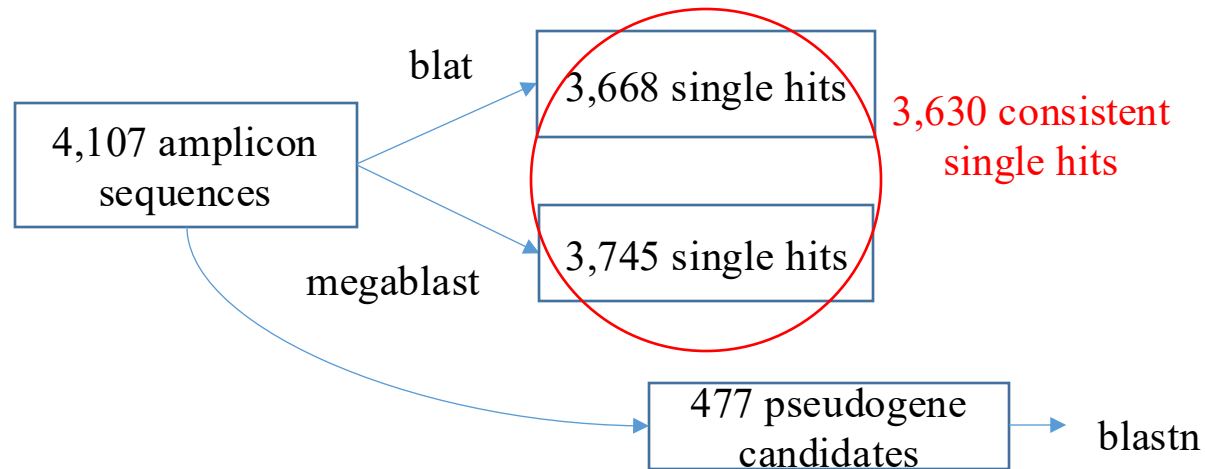 blat
3,668 single hits
4,107 amplicon
sequences
3,630 consistent
single hits
megablast
3,745 single hits
477 pseudogene
candidates
blastn